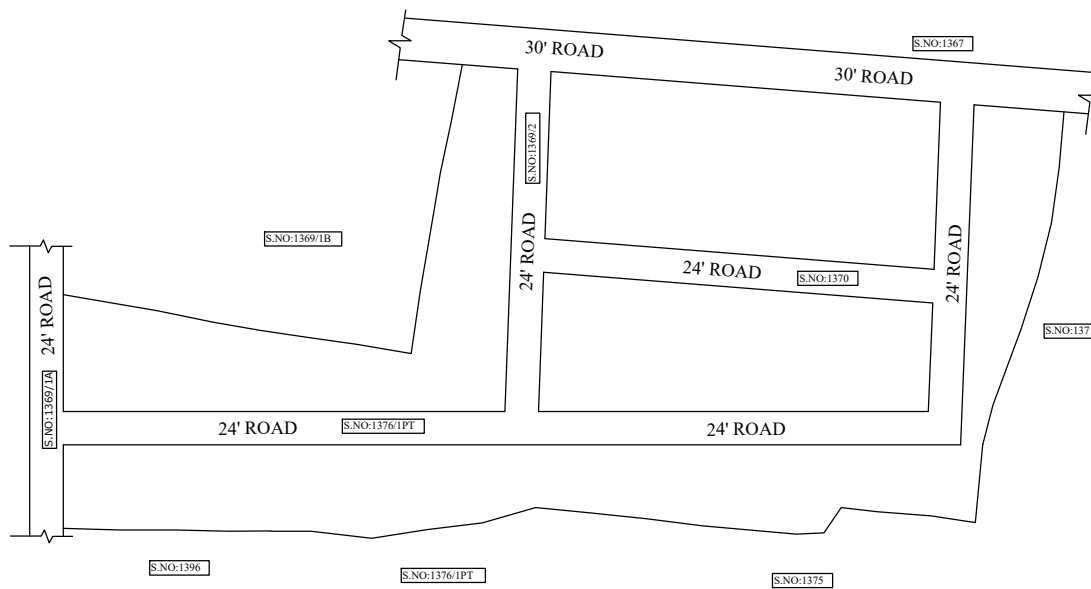 S.NO:1367
30' ROAD
30' ROAD
S.NO:1369/2
S.NO:1369/1B
24' ROAD
24' ROAD
24' ROAD
S.NO:1370
24' ROAD
S.NO:137
S.NO:1369/1A
24' ROAD
S.NO:1376/1PT
24' ROAD
S.NO:1396
S.NO:1376/1PT
S.NO:1375